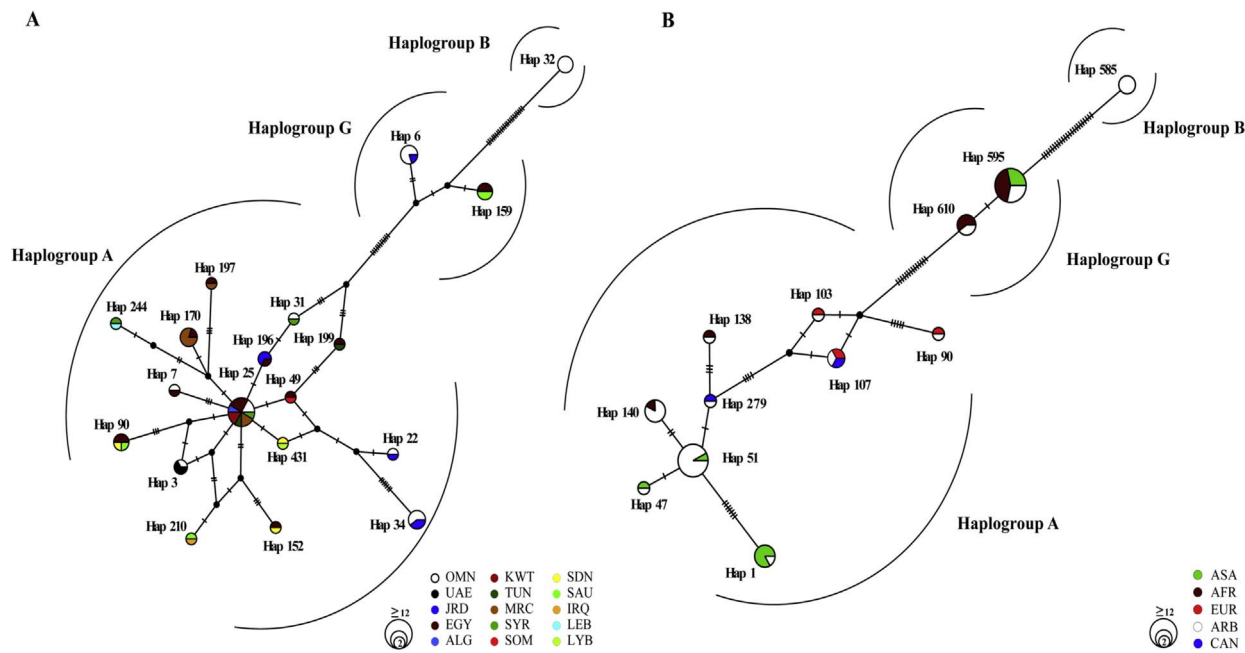 A
Haplogroup B
Hap 32
Haplogroup G
Hap 6
Hap 159
Haplogroup A
Hap 197
Hap 244
Hap 31
Hap 170
Hap 196
Hap 199
Hap 25
Hap 7
Hap 49
Hap 90
Hap 22
Hap 431
Hap 3
Hap 210
Hap 152
Hap 34
≥12
2
OMN KWT SDN
UAE TUN SAU
JRD MRC IRQ
EGY SYR LEB
ALG SOM LYB
B
Hap 585
Haplogroup B
Hap 595
Hap 610
Haplogroup G
Hap 103
Hap 138
Hap 90
Hap 107
Hap 279
Hap 140
Hap 51
Hap 47
Haplogroup A
Hap 1
≥12
2
ASA
AFR
EUR
ARB
CAN